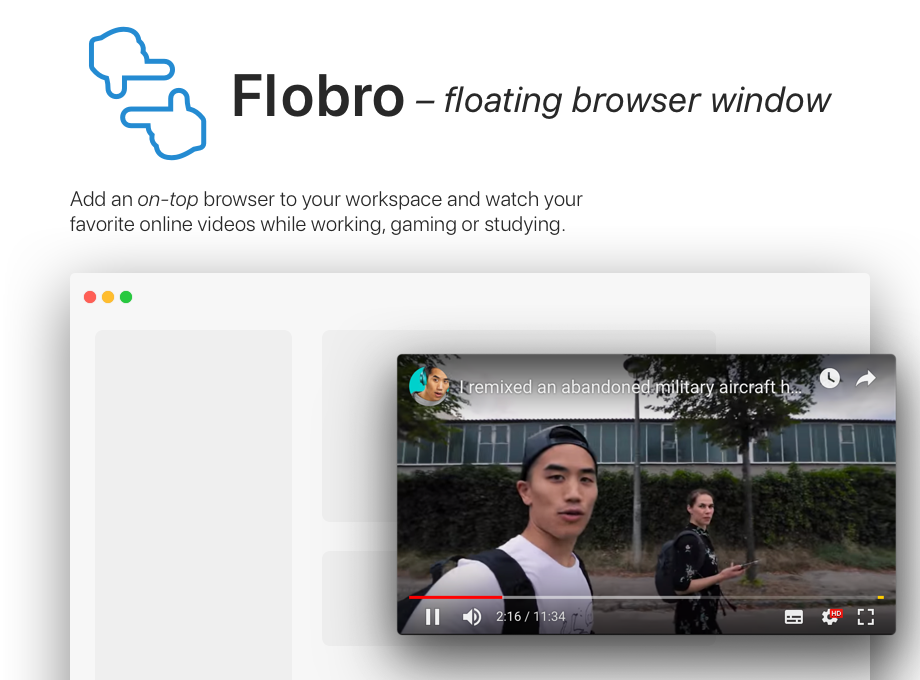 Flobro – floating browser window
Add an on-top browser to your workspace and watch your
favorite online videos while working, gaming or studying.
I remixed an abandoned military aircraft h...
2:16 / 11:34
HD